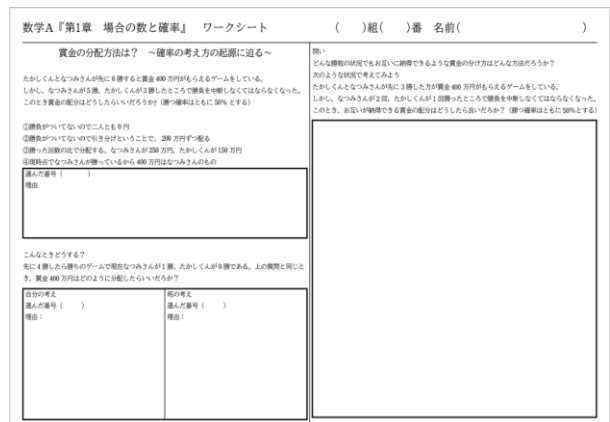 数学A『第1章　場合の数と確率』　ワークシート　（　　）組（　　）番　名前（　　　　　　　　）
賞金の分配方法は？　～確率の考え方の起源に迫る～
たかしくんとなつみさんが先に6勝すると賞金400万円がもらえるゲームをしている。
しかし、なつみさんが5勝、たかしくんが3勝したところで勝負を中断しなくてはならなくなった。
このとき賞金の配分はどうしたらいいだろうか（勝つ確率はともに50%とする）
①勝負がついてないので二人とも0円
②勝負がついてないので引き分けということで、200万円ずつ配る
③勝った回数の比で分配する。なつみさんが250万円、たかしくんが150万円
④現時点でなつみさんが勝っているから400万円はなつみさんのもの
選んだ番号（　　　）
理由
こんなときどうする？
先に4勝したら勝ちのゲームで現在なつみさんが1勝、たかしくんが0勝である。上の質問と同じと
き、賞金400万円はどのように分配したらいいだろか？
自分の考え
選んだ番号（　　）
理由：
班の考え
選んだ番号（　　）
理由：
問い
どんな勝敗の状況でもお互いに納得できるような賞金の分け方はどんな方法だろうか？
次のような状況で考えてみよう
たかしくんとなつみさんが先に3勝した方が賞金400万円がもらえるゲームをしている。
しかし、なつみさんが2回、たかしくんが1回勝ったところで勝負を中断しなくてはならなくなった。
このとき、お互いが納得できる賞金の配分はどうしたら良いだろか？（勝つ確率はともに50%とする）